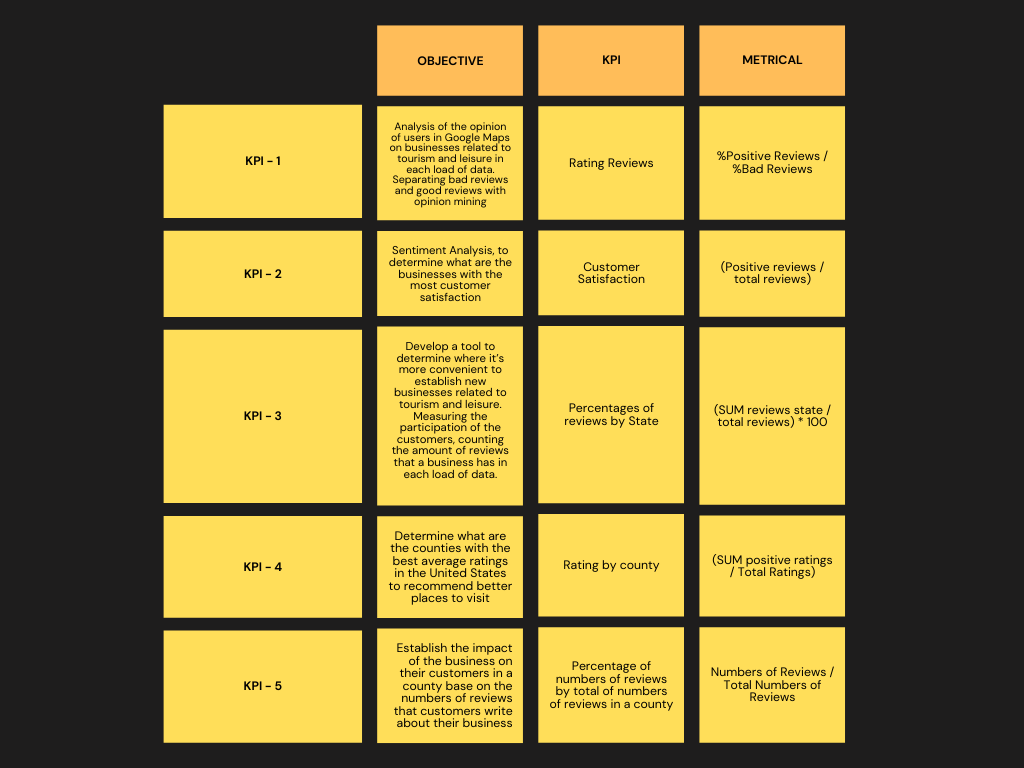 OBJECTIVE
KPI
METRICAL
KPI - 1
Analysis of the opinion
of users in Google Maps
on businesses related to
tourism and leisure in
each load of data.
Separating bad reviews
and good reviews with
opinion mining
Rating Reviews
%Positive Reviews /
%Bad Reviews
KPI - 2
Sentiment Analysis, to
determine what are the
businesses with the
most customer
satisfaction
Customer
Satisfaction
(Positive reviews /
total reviews)
KPI - 3
Develop a tool to
determine where it's
more convenient to
establish new
businesses related to
tourism and leisure.
Measuring the
participation of the
customers, counting
the amount of reviews
that a business has in
each load of data.
Percentages of
reviews by State
(SUM reviews state /
total reviews) * 100
KPI - 4
Determine what are
the counties with the
best average ratings
in the United States
to recommend better
places to visit
Rating by county
(SUM positive ratings
/ Total Ratings)
KPI - 5
Establish the impact
of the business on
their customers in a
county base on the
numbers of reviews
that customers write
about their business
Percentage of
numbers of reviews
by total of numbers
of reviews in a county
Numbers of Reviews /
Total Numbers of
Reviews